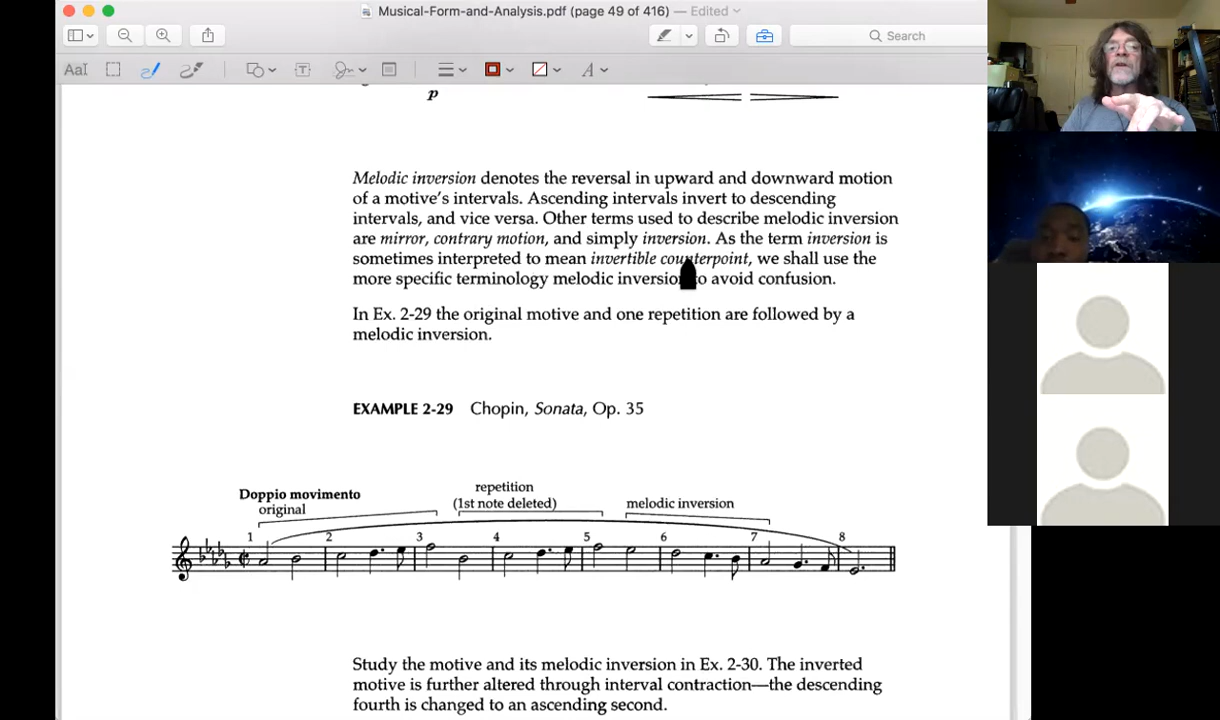 Musical-Form-and-Analysis.pdf (page 49 of 416) — Edited
Search
AaI
A
p
Melodic inversion denotes the reversal in upward and downward motion
of a motive's intervals. Ascending intervals invert to descending
intervals, and vice versa. Other terms used to describe melodic inversion
are mirror, contrary motion, and simply inversion. As the term inversion is
sometimes interpreted to mean invertible counterpoint, we shall use the
more specific terminology melodic inversion to avoid confusion.
In Ex. 2-29 the original motive and one repetition are followed by a
melodic inversion.
EXAMPLE 2-29 Chopin, Sonata, Op. 35
Doppio movimento
original
repetition
(1st note deleted)
melodic inversion
1 2 3 4 5 6 7 8
Study the motive and its melodic inversion in Ex. 2-30. The inverted
motive is further altered through interval contraction—the descending
fourth is changed to an ascending second.